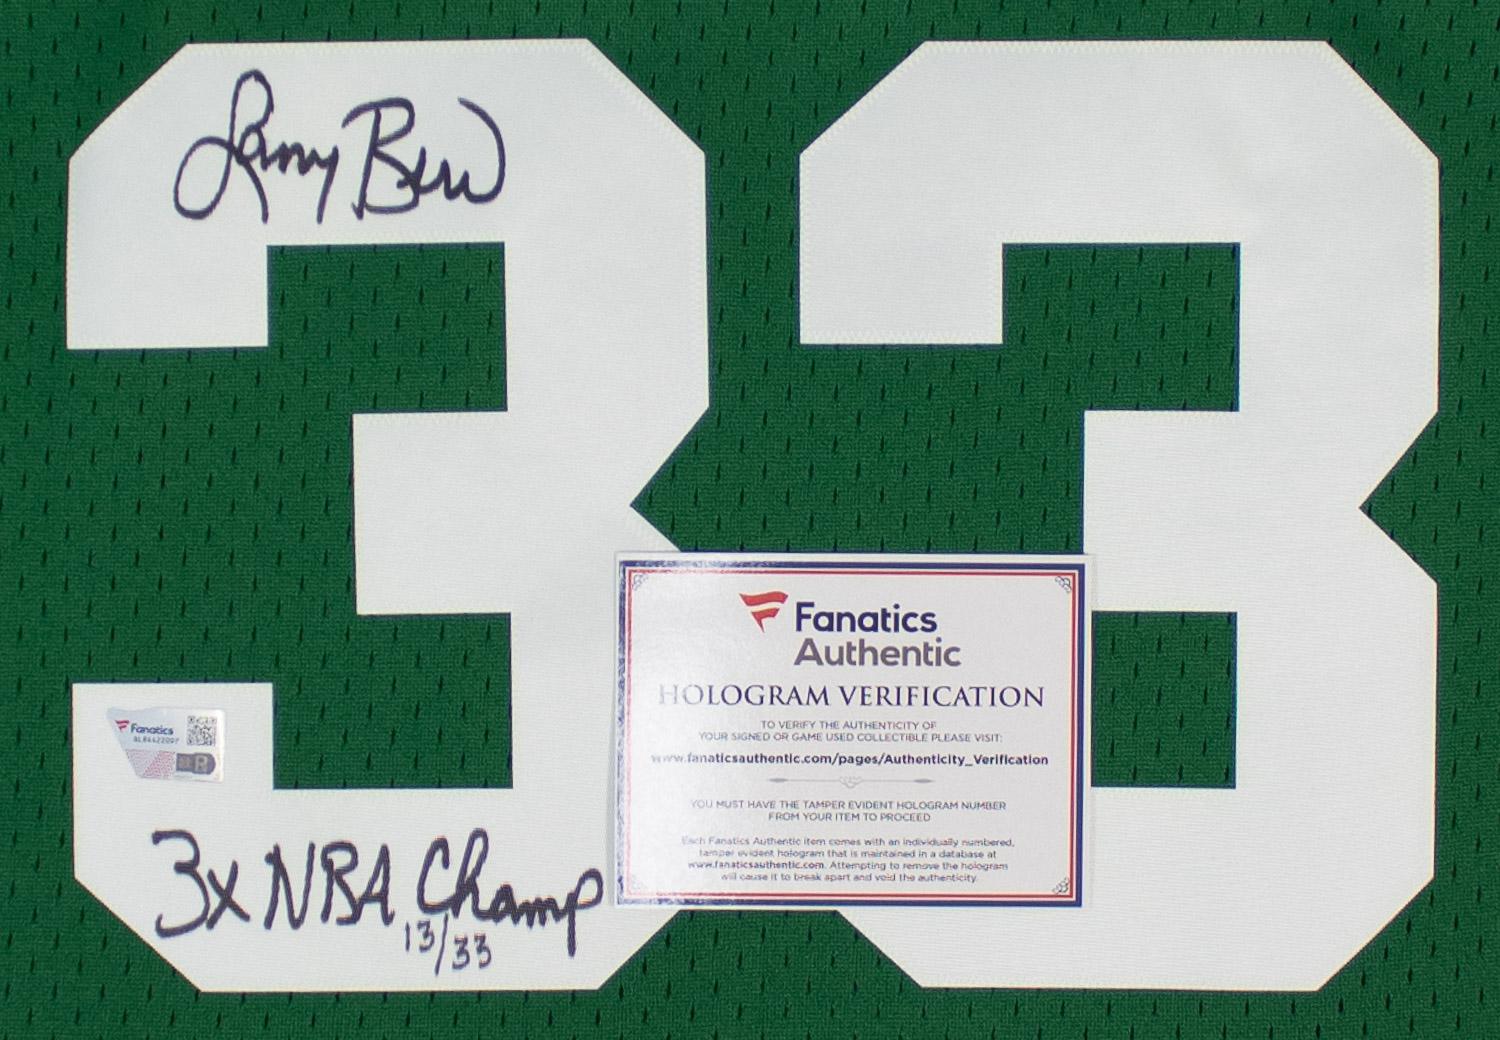 33
Larry Bird
Fanatics
Authentic
HOLOGRAM VERIFICATION
TO VERIFY THE AUTHENTICITY OF
YOUR SIGNED OR GAME USED COLLECTIBLE PLEASE VISIT:
www.fanaticsauthentic.com/pages/Authenticity_Verification
YOU MUST HAVE THE TAMPER EVIDENT HOLOGRAM NUMBER
FROM YOUR ITEM TO PROCEED
Each Fanatics Authentic item comes with an individually numbered,
tamper evident hologram that is maintained in a database at
www.fanaticsauthentic.com. Attempting to remove the hologram
will cause it to break apart and void the authenticity.
Fanatics
R
3x NBA Champ
13/33